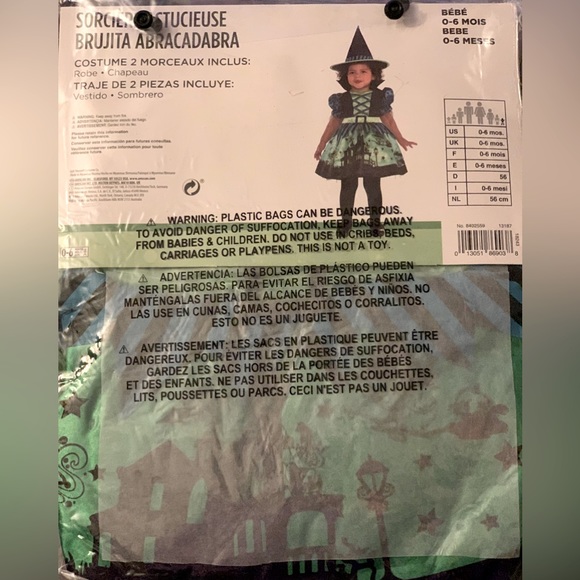 SORCIÈRE ASTUCIEUSE
BRUJITA ABRACADABRA
COSTUME 2 MORCEAUX INCLUS:
Robe • Chapeau
TRAJE DE 2 PIEZAS INCLUYE:
Vestido • Sombrero
BÉBÉ
0-6 MOIS
BEBE
0-6 MESES
US 0-6 mos.
UK 0-6 mos.
F 0-6 mois
E 0-6 meses
D 56
I 0-6 mesi
NL 56 cm
No. 8402559 13187
0 13051 86903 8
WARNING: PLASTIC BAGS CAN BE DANGEROUS.
TO AVOID DANGER OF SUFFOCATION, KEEP BAGS AWAY
FROM BABIES & CHILDREN. DO NOT USE IN CRIBS, BEDS,
CARRIAGES OR PLAYPENS. THIS IS NOT A TOY.
ADVERTENCIA: LAS BOLSAS DE PLÁSTICO PUEDEN
SER PELIGROSAS. PARA EVITAR EL RIESGO DE ASFIXIA
MANTÉNGALAS FUERA DEL ALCANCE DE BEBÉS Y NIÑOS. NO
LAS USE EN CUNAS, CAMAS, COCHECITOS O CORRALITOS.
ESTO NO ES UN JUGUETE.
AVERTISSEMENT: LES SACS EN PLASTIQUE PEUVENT ÊTRE
DANGEREUX. POUR ÉVITER LES DANGERS DE SUFFOCATION,
GARDEZ LES SACS HORS DE LA PORTÉE DES BÉBÉS
ET DES ENFANTS. NE PAS UTILISER DANS LES COUCHETTES,
LITS, POUSSETTES OU PARCS. CECI N'EST PAS UN JOUET.